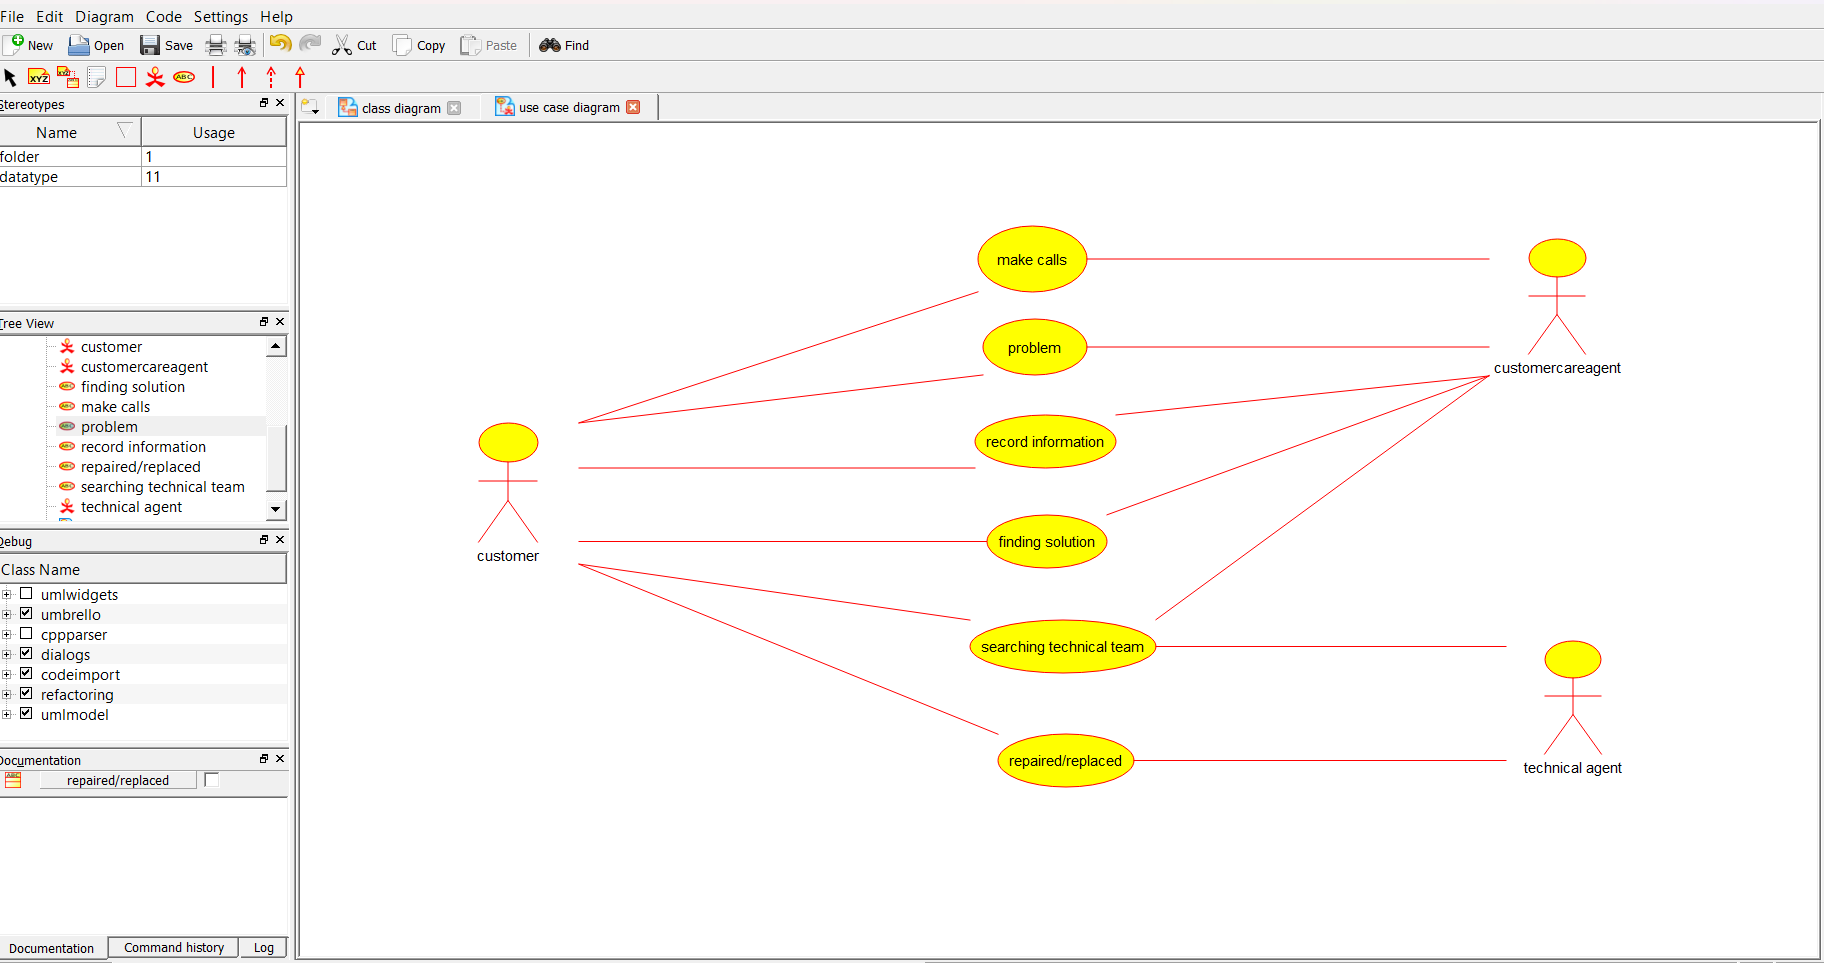 File Edit Diagram Code Settings Help
New Open Save Cut Copy Paste Find
XYZ XYZ ABC
Stereotypes
class diagram use case diagram
Name Usage
folder 1
datatype 11
Tree View
customer
customercareagent
finding solution
make calls
problem
record information
repaired/replaced
searching technical team
technical agent
Debug
Class Name
umlwidgets
umbrello
cppparser
dialogs
codeimport
refactoring
umlmodel
Documentation
repaired/replaced
Documentation Command history Log
make calls
problem
customercareagent
record information
finding solution
customer
searching technical team
repaired/replaced
technical agent